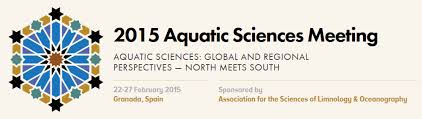 2015 Aquatic Sciences Meeting
AQUATIC SCIENCES: GLOBAL AND REGIONAL
PERSPECTIVES — NORTH MEETS SOUTH
22-27 February 2015
Granada, Spain
Sponsored by
Association for the Sciences of Limnology & Oceanography